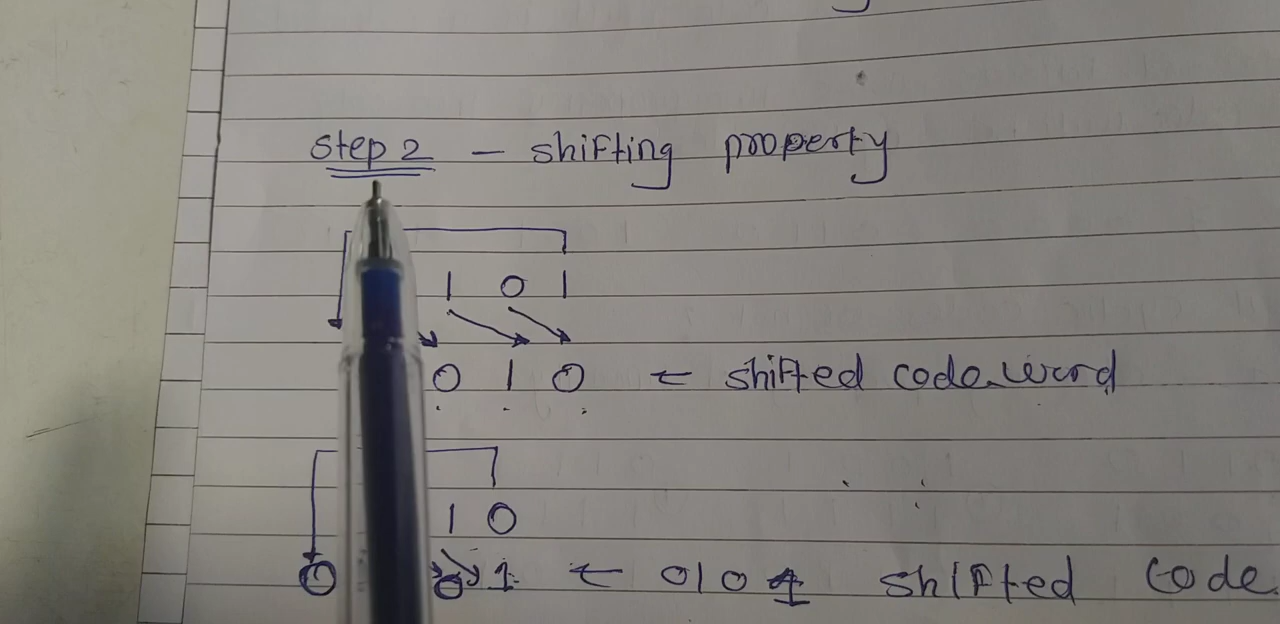 Step 2 - shifting property
1 0 1
0 1 0 ← shifted code word
1 0
0 0 1 ← 0101 shifted code